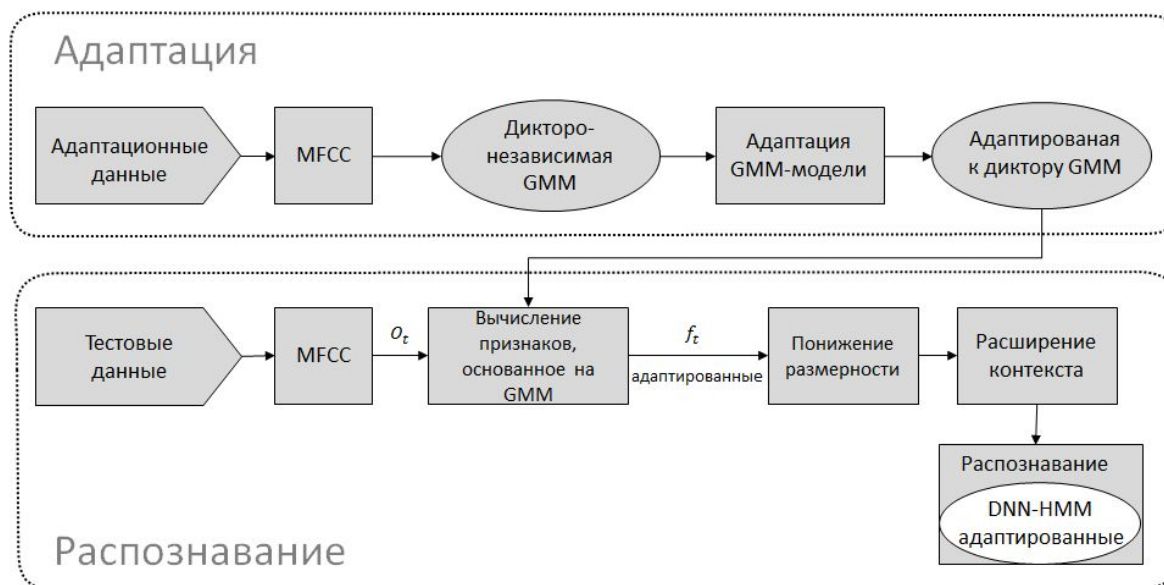 Адаптация
Адаптационные
данные
MFCC
Дикторо-
независимая
GMM
Адаптация
GMM-модели
Адаптированая
к диктору GMM
Тестовые
данные
MFCC
O_t
Вычисление
признаков,
основанное на
GMM
f_t
адаптированные
Понижение
размерности
Расширение
контекста
Распознавание
DNN-HMM
адаптированные
Распознавание